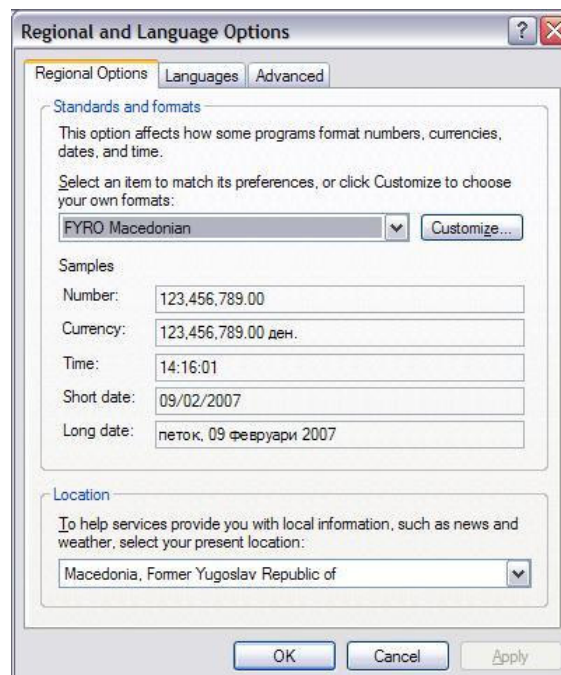 Regional and Language Options
Regional Options
Languages
Advanced
Standards and formats
This option affects how some programs format numbers, currencies,
dates, and time.
Select an item to match its preferences, or click Customize to choose
your own formats:
FYRO Macedonian
Customize...
Samples
Number: 123,456,789.00
Currency: 123,456,789.00 ден.
Time: 14:16:01
Short date: 09/02/2007
Long date: петок, 09 февруари 2007
Location
To help services provide you with local information, such as news and
weather, select your present location:
Macedonia, Former Yugoslav Republic of
OK
Cancel
Apply